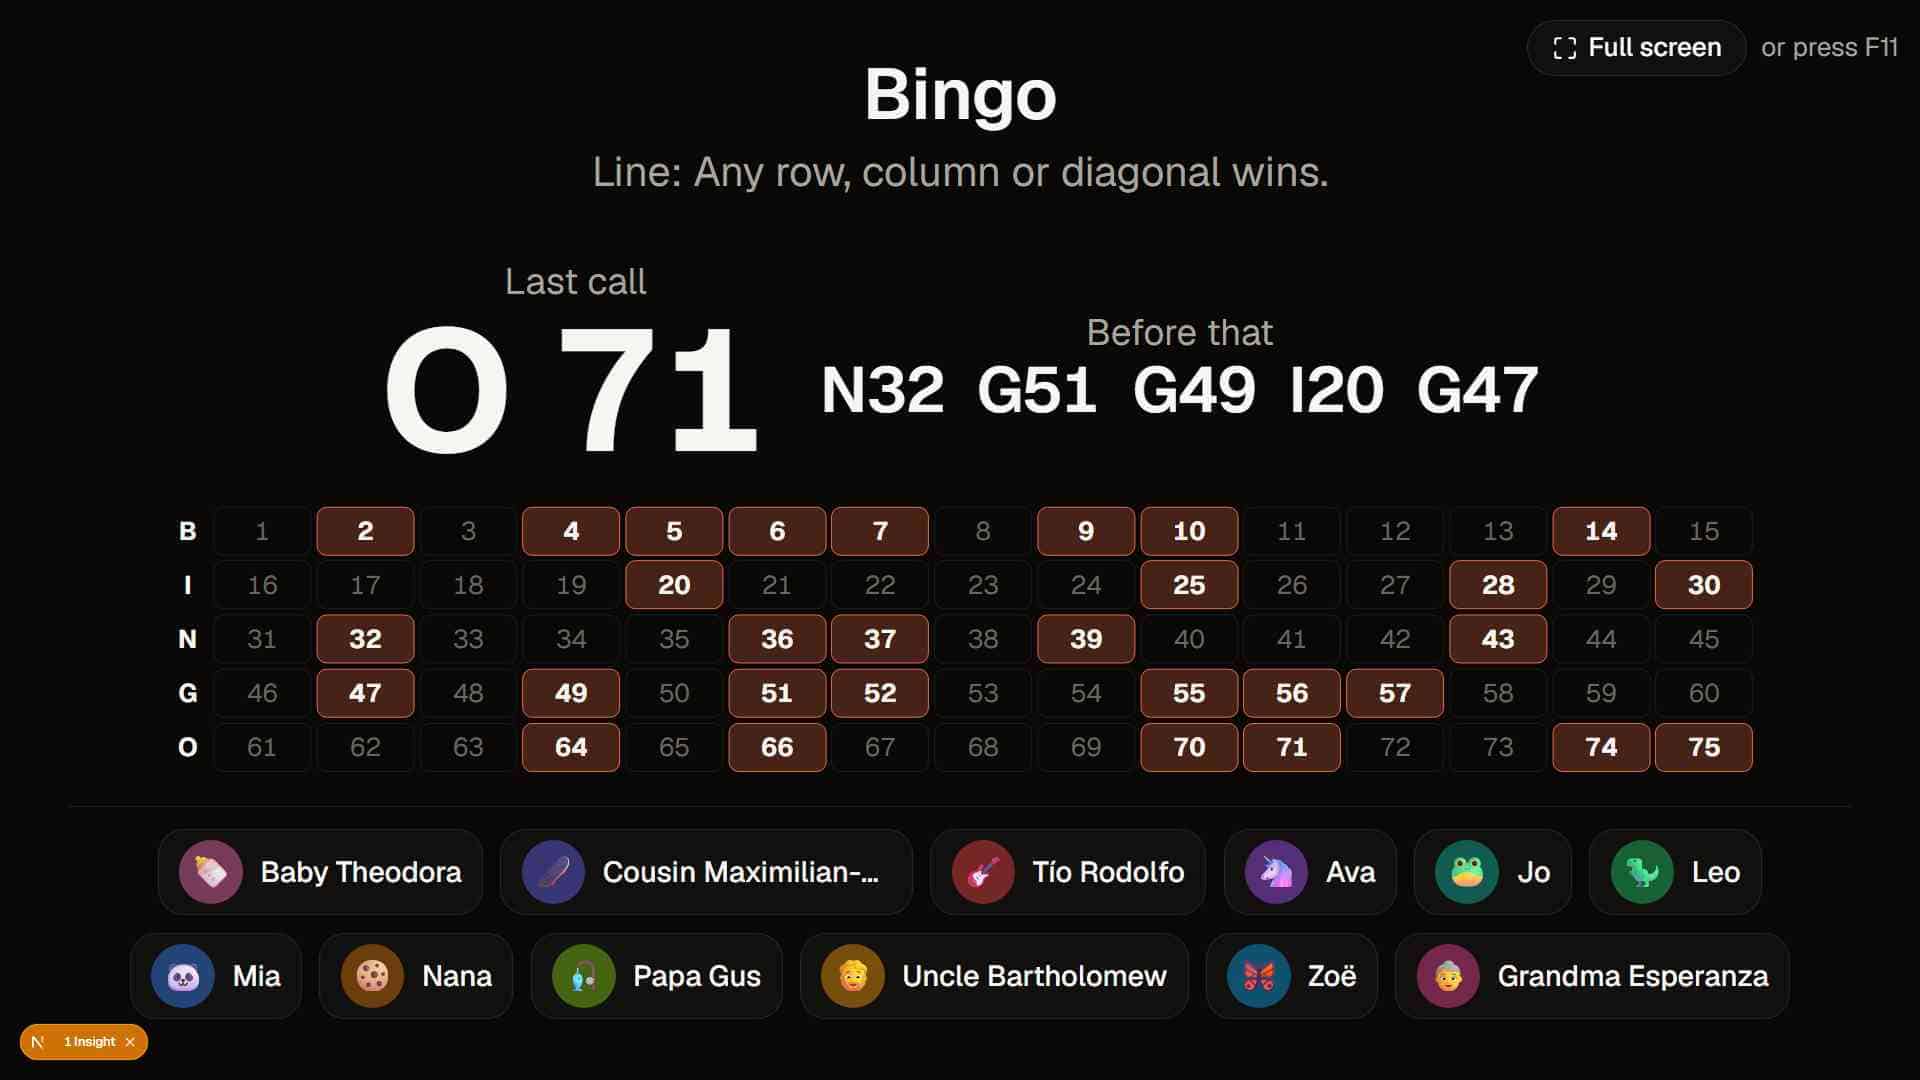 Full screen or press F11
Bingo
Line: Any row, column or diagonal wins.
Last call
O 71
Before that
N32 G51 G49 I20 G47
B 1 2 3 4 5 6 7 8 9 10 11 12 13 14 15
I 16 17 18 19 20 21 22 23 24 25 26 27 28 29 30
N 31 32 33 34 35 36 37 38 39 40 41 42 43 44 45
G 46 47 48 49 50 51 52 53 54 55 56 57 58 59 60
O 61 62 63 64 65 66 67 68 69 70 71 72 73 74 75
Baby Theodora Cousin Maximilian-... Tío Rodolfo Ava Jo Leo
Mia Nana Papa Gus Uncle Bartholomew Zoë Grandma Esperanza
N 1 Insight ×